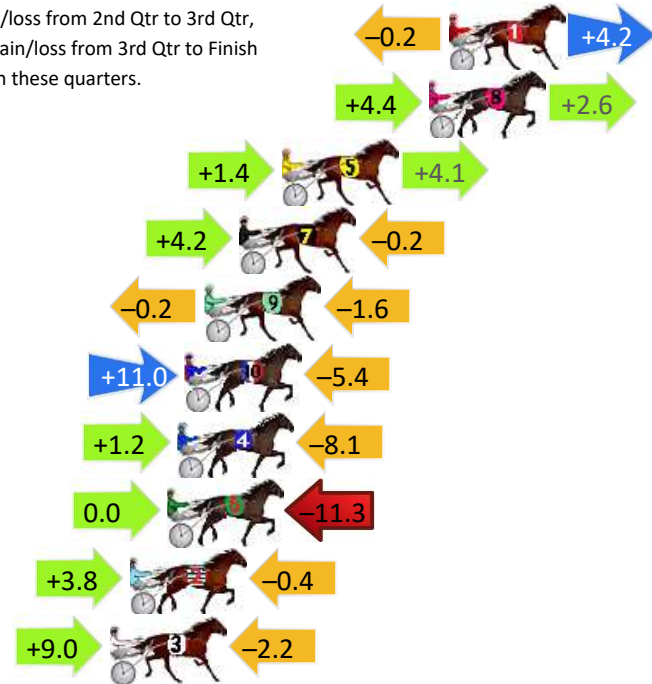 /loss from 2nd Qtr to 3rd Qtr,
ain/loss from 3rd Qtr to Finish
n these quarters.
–0.2 1 +4.2
+4.4 8 +2.6
+1.4 5 +4.1
+4.2 7 –0.2
–0.2 9 –1.6
+11.0 10 –5.4
+1.2 4 –8.1
0.0 6 –11.3
+3.8 2 –0.4
+9.0 3 –2.2